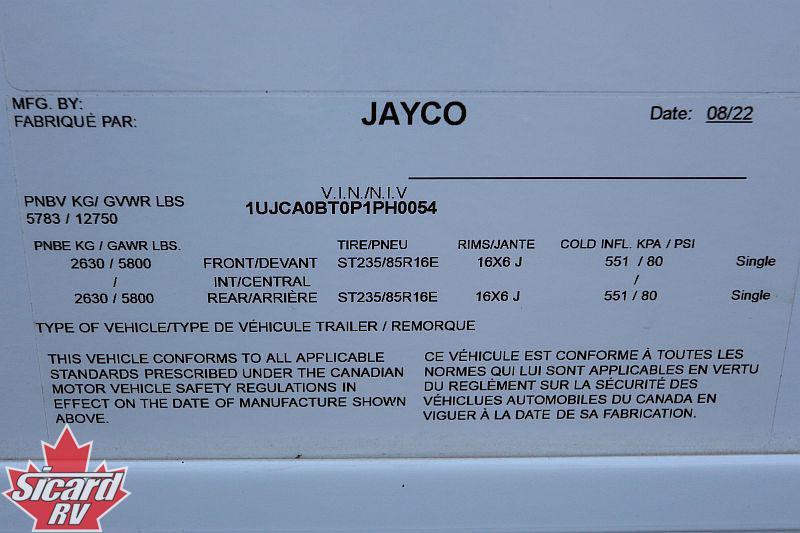 MFG. BY:
FABRIQUÉ PAR:
JAYCO
Date: 08/22
V.I.N./N.I.V
PNBV KG/ GVWR LBS
1UJCA0BT0P1PH0054
5783 / 12750
PNBE KG / GAWR LBS. TIRE/PNEU RIMS/JANTE COLD INFL. KPA / PSI
2630 / 5800 FRONT/DEVANT ST235/85R16E 16X6 J 551 / 80 Single
/ INT/CENTRAL /
2630 / 5800 REAR/ARRIÈRE ST235/85R16E 16X6 J 551 / 80 Single
TYPE OF VEHICLE/TYPE DE VÉHICULE TRAILER / REMORQUE
THIS VEHICLE CONFORMS TO ALL APPLICABLE
STANDARDS PRESCRIBED UNDER THE CANADIAN
MOTOR VEHICLE SAFETY REGULATIONS IN
EFFECT ON THE DATE OF MANUFACTURE SHOWN
ABOVE.
CE VÉHICULE EST CONFORME À TOUTES LES
NORMES QUI LUI SONT APPLICABLES EN VERTU
DU REGLÉMENT SUR LA SÉCURITÉ DES
VÉHICLUES AUTOMOBILES DU CANADA EN
VIGUER À LA DATE DE SA FABRICATION.
Sicard
RV